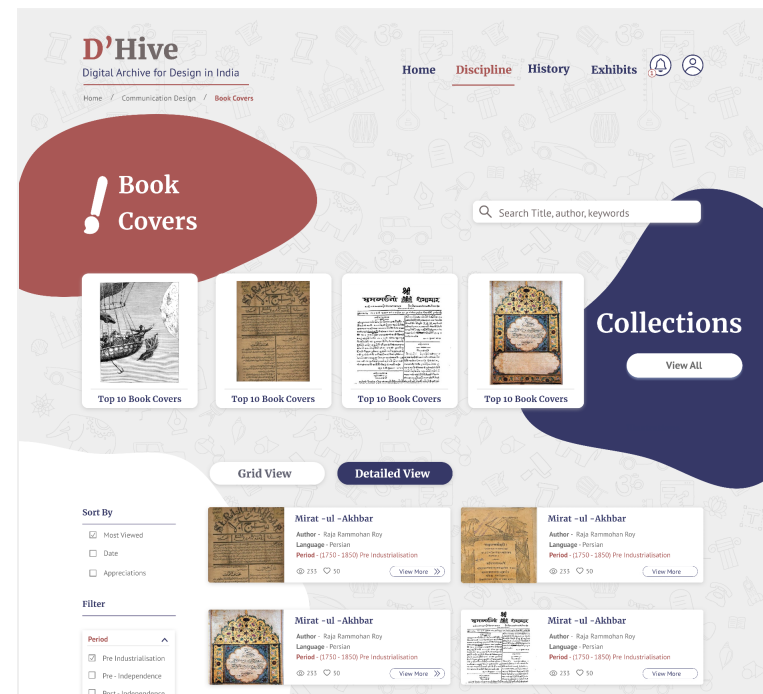 D'Hive
Digital Archive for Design in India
Home Discipline History Exhibits
1
Home / Communication Design / Book Covers
Book
Covers
Search Title, author, keywords
Top 10 Book Covers
Top 10 Book Covers
Top 10 Book Covers
Top 10 Book Covers
Collections
View All
Grid View
Detailed View
Sort By
Most Viewed
Date
Appreciations
Filter
Period
Pre Industrialisation
Pre - Independence
Post - Independence
Mirat -ul -Akhbar
Author - Raja Rammohan Roy
Language - Persian
Period - (1750 - 1850) Pre Industrialisation
233 50
View More
Mirat -ul -Akhbar
Author - Raja Rammohan Roy
Language - Persian
Period - (1750 - 1850) Pre Industrialisation
233 50
View More
Mirat -ul -Akhbar
Author - Raja Rammohan Roy
Language - Persian
Period - (1750 - 1850) Pre Industrialisation
233 50
View More
Mirat -ul -Akhbar
Author - Raja Rammohan Roy
Language - Persian
Period - (1750 - 1850) Pre Industrialisation
233 50
View More